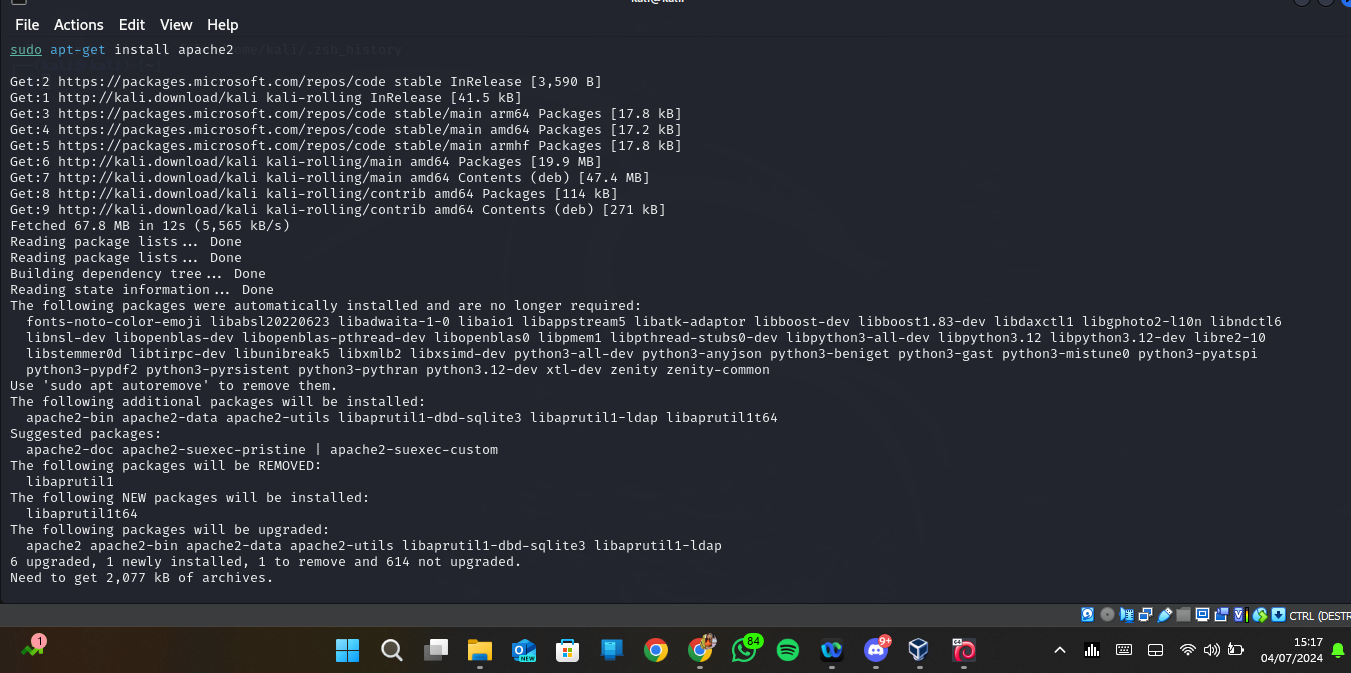 kali@kali:
File Actions Edit View Help
sudo apt-get install apache2
Get:2 https://packages.microsoft.com/repos/code stable InRelease [3,590 B]
Get:1 http://kali.download/kali kali-rolling InRelease [41.5 kB]
Get:3 https://packages.microsoft.com/repos/code stable/main arm64 Packages [17.8 kB]
Get:4 https://packages.microsoft.com/repos/code stable/main amd64 Packages [17.2 kB]
Get:5 https://packages.microsoft.com/repos/code stable/main armhf Packages [17.8 kB]
Get:6 http://kali.download/kali kali-rolling/main amd64 Packages [19.9 MB]
Get:7 http://kali.download/kali kali-rolling/main amd64 Contents (deb) [47.4 MB]
Get:8 http://kali.download/kali kali-rolling/contrib amd64 Packages [114 kB]
Get:9 http://kali.download/kali kali-rolling/contrib amd64 Contents (deb) [271 kB]
Fetched 67.8 MB in 12s (5,565 kB/s)
Reading package lists... Done
Reading package lists... Done
Building dependency tree... Done
Reading state information... Done
The following packages were automatically installed and are no longer required:
fonts-noto-color-emoji libabsl20220623 libadwaita-1-0 libaio1 libappstream5 libatk-adaptor libboost-dev libboost1.83-dev libdaxctl1 libgphoto2-l10n libndctl6
libnsl-dev libopenblas-dev libopenblas-pthread-dev libopenblas0 libpmem1 libpthread-stubs0-dev libpython3-all-dev libpython3.12 libpython3.12-dev libre2-10
libstemmer0d libtirpc-dev libunibreak5 libxmlb2 libxsimd-dev python3-all-dev python3-anyjson python3-beniget python3-gast python3-mistune0 python3-pyatspi
python3-pypdf2 python3-pyrsistent python3-pythran python3.12-dev xtl-dev zenity zenity-common
Use 'sudo apt autoremove' to remove them.
The following additional packages will be installed:
apache2-bin apache2-data apache2-utils libaprutil1-dbd-sqlite3 libaprutil1-ldap libaprutil1t64
Suggested packages:
apache2-doc apache2-suexec-pristine | apache2-suexec-custom
The following packages will be REMOVED:
libaprutil1
The following NEW packages will be installed:
libaprutil1t64
The following packages will be upgraded:
apache2 apache2-bin apache2-data apache2-utils libaprutil1-dbd-sqlite3 libaprutil1-ldap
6 upgraded, 1 newly installed, 1 to remove and 614 not upgraded.
Need to get 2,077 kB of archives.
CTRL (DESTR
1
NEW
84
9+
64
15:17
04/07/2024